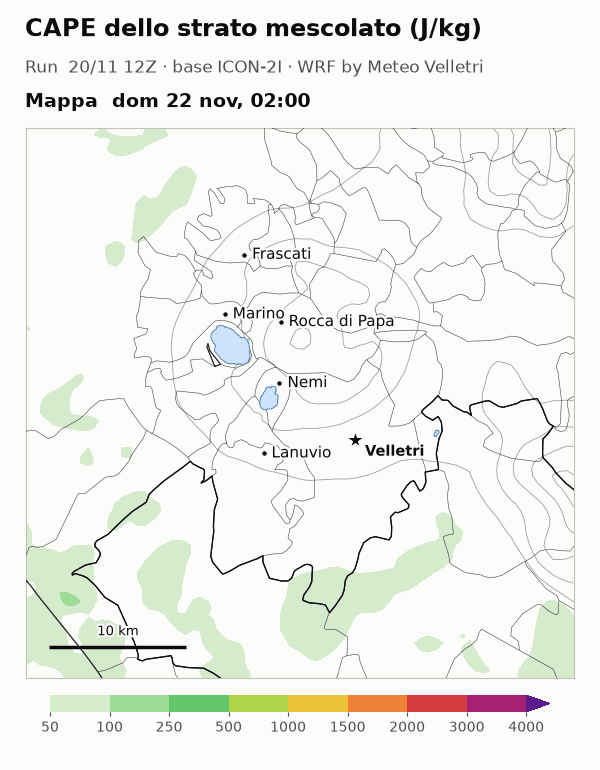 CAPE dello strato mescolato (J/kg)
Run  20/11 12Z · base ICON-2I · WRF by Meteo Velletri
Mappa  dom 22 nov, 02:00
Frascati
Marino
Rocca di Papa
Nemi
Velletri
Lanuvio
10 km
50 100 250 500 1000 1500 2000 3000 4000